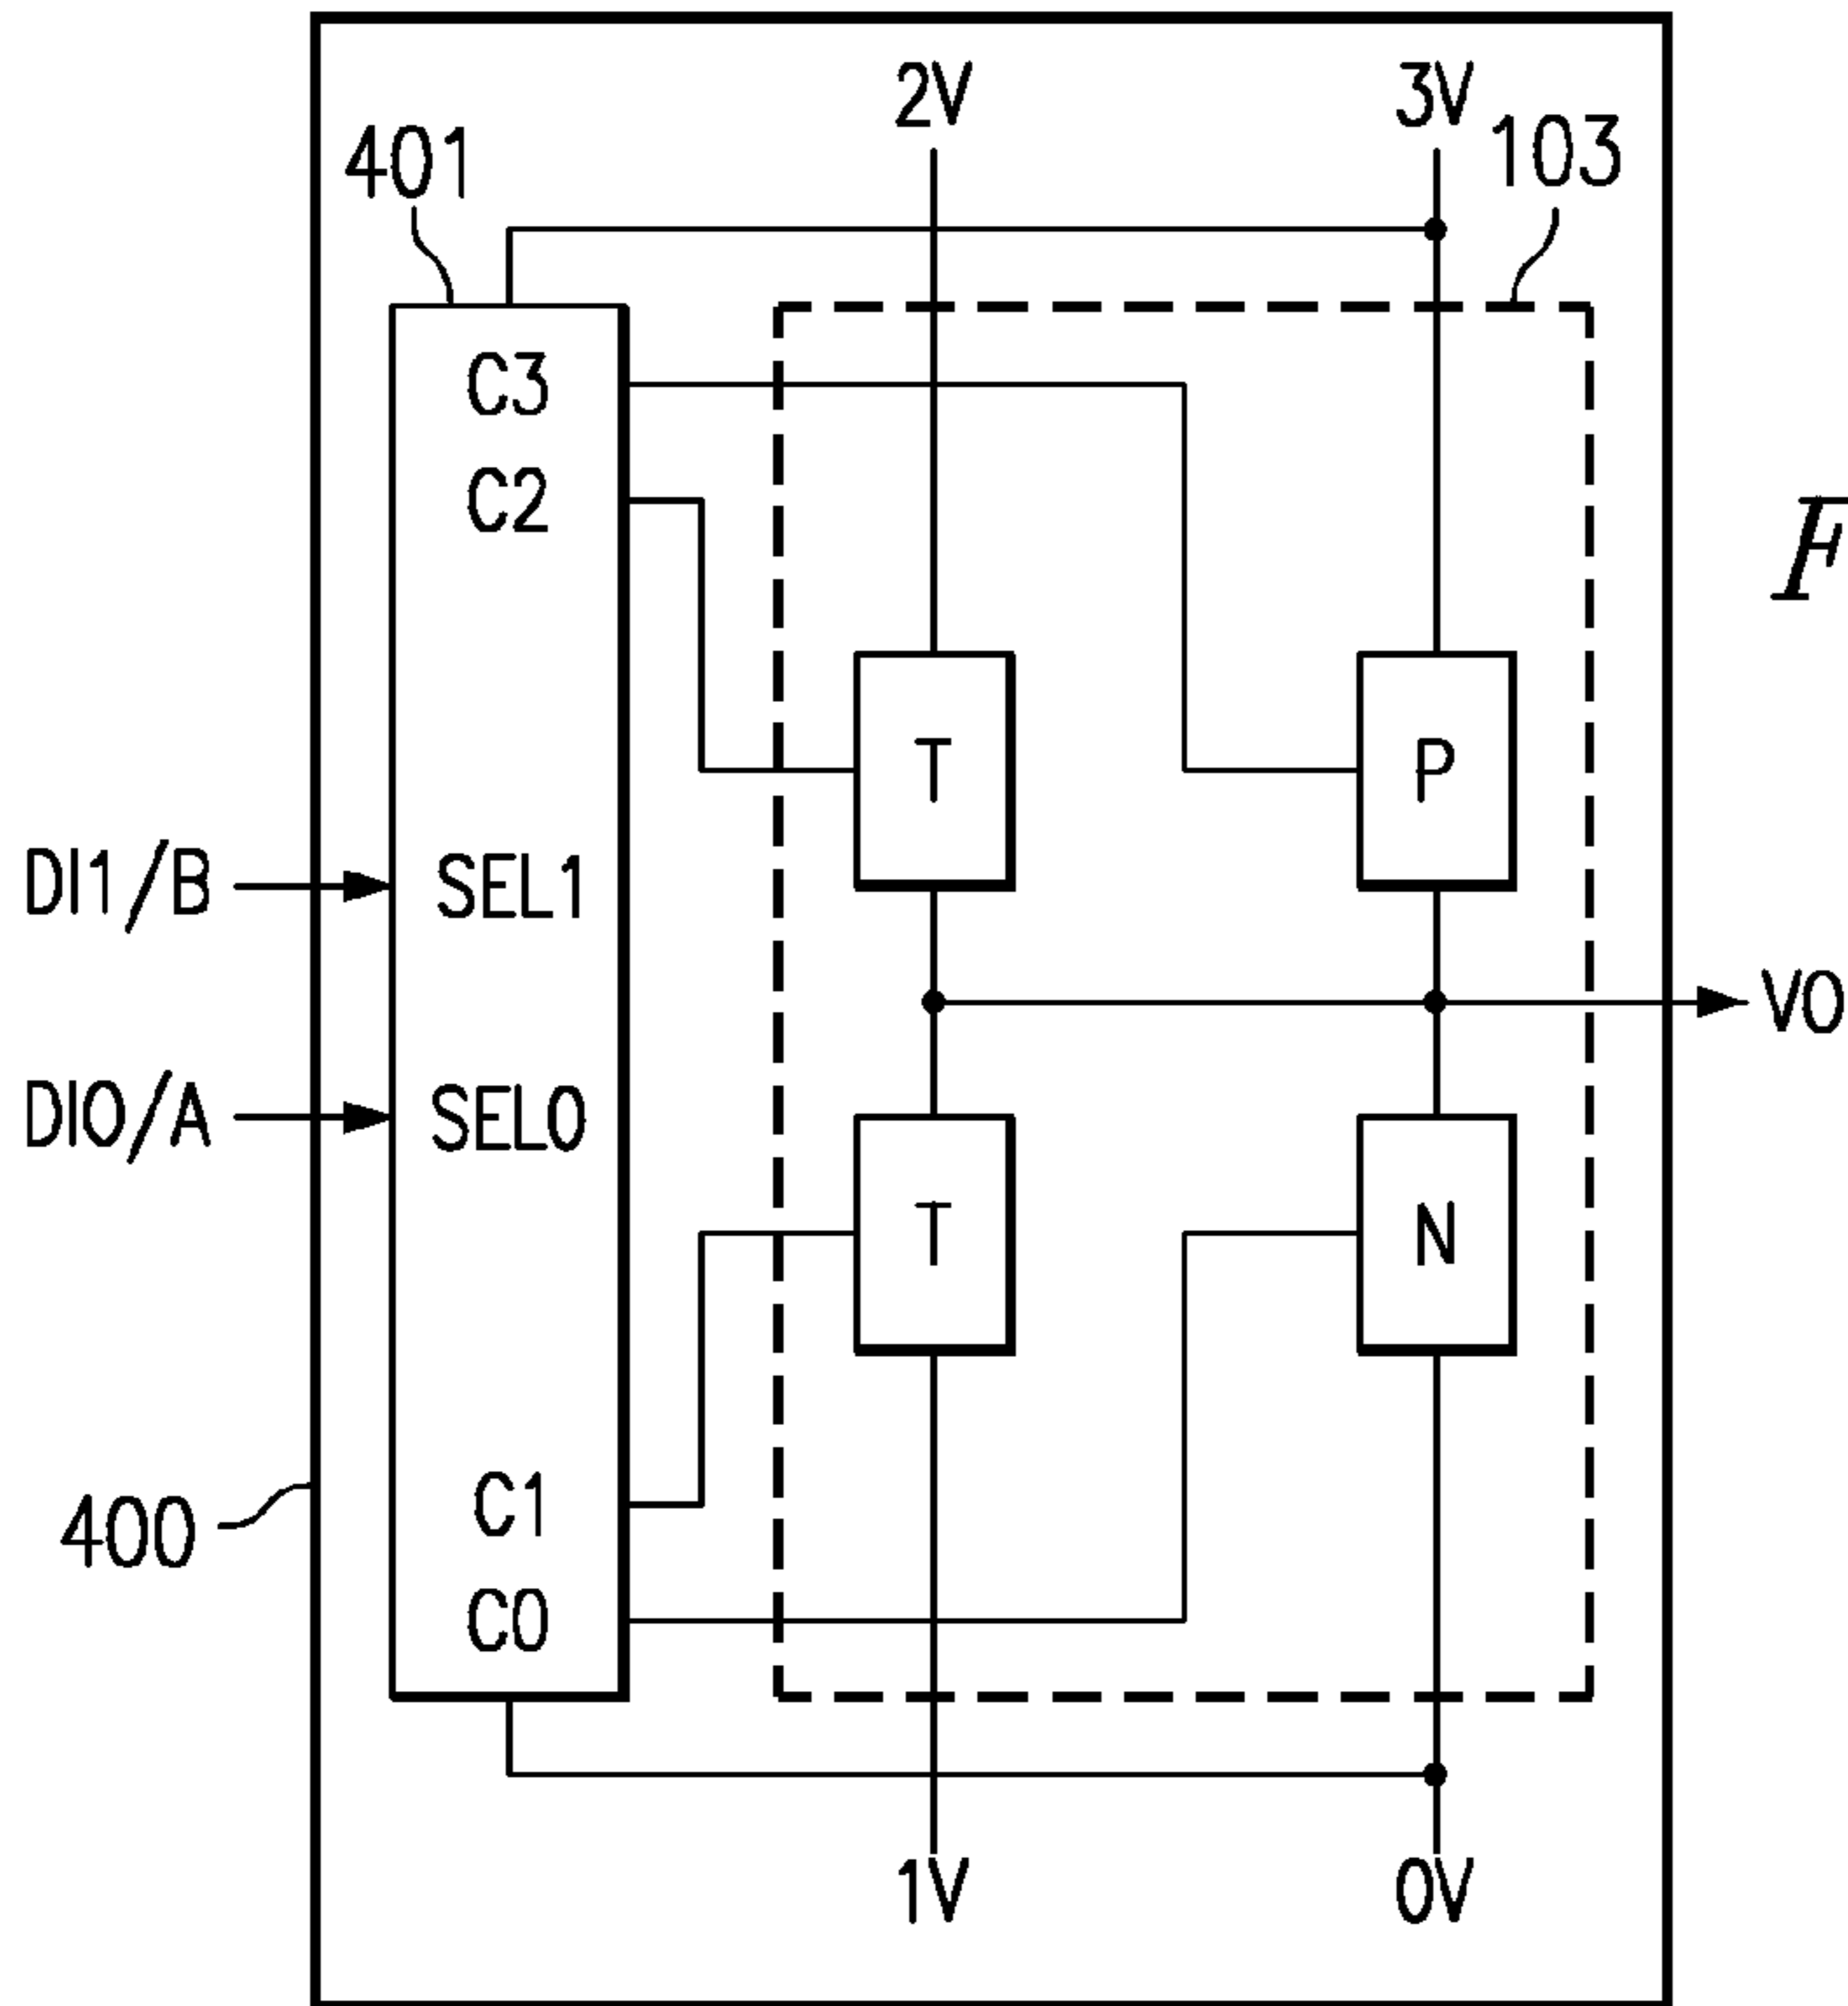 2V 3V
401 103
C3
C2
F
T P
DI1/B SEL1
VO
DI0/A SEL0
T N
C1
400
C0
1V 0V